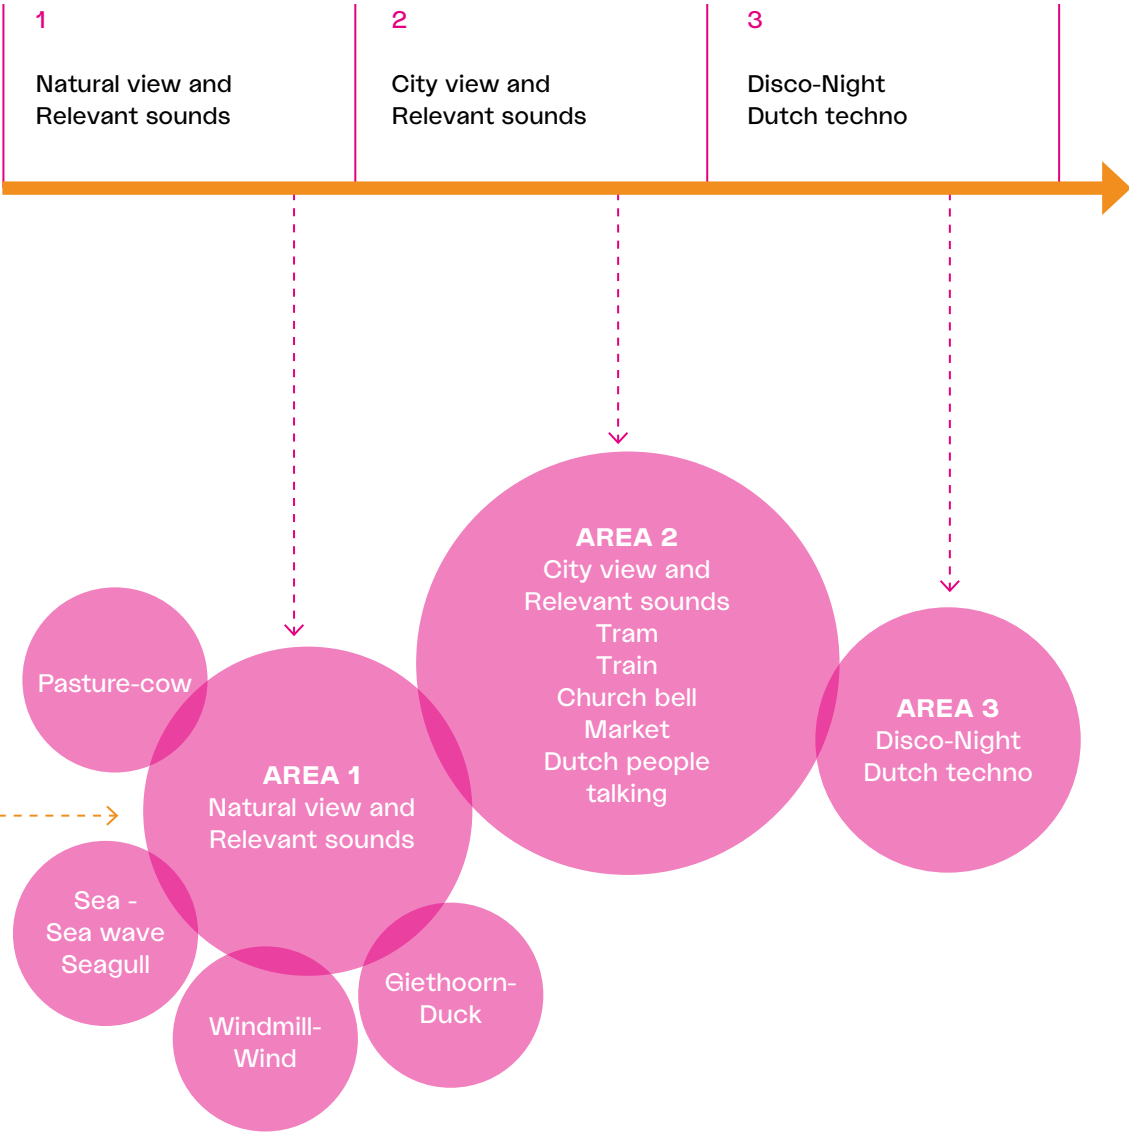 1
Natural view and
Relevant sounds
2
City view and
Relevant sounds
3
Disco-Night
Dutch techno
AREA 2
City view and
Relevant sounds
Tram
Train
Church bell
Market
Dutch people
talking
Pasture-cow
AREA 1
Natural view and
Relevant sounds
AREA 3
Disco-Night
Dutch techno
Sea -
Sea wave
Seagull
Windmill-
Wind
Giethoorn-
Duck